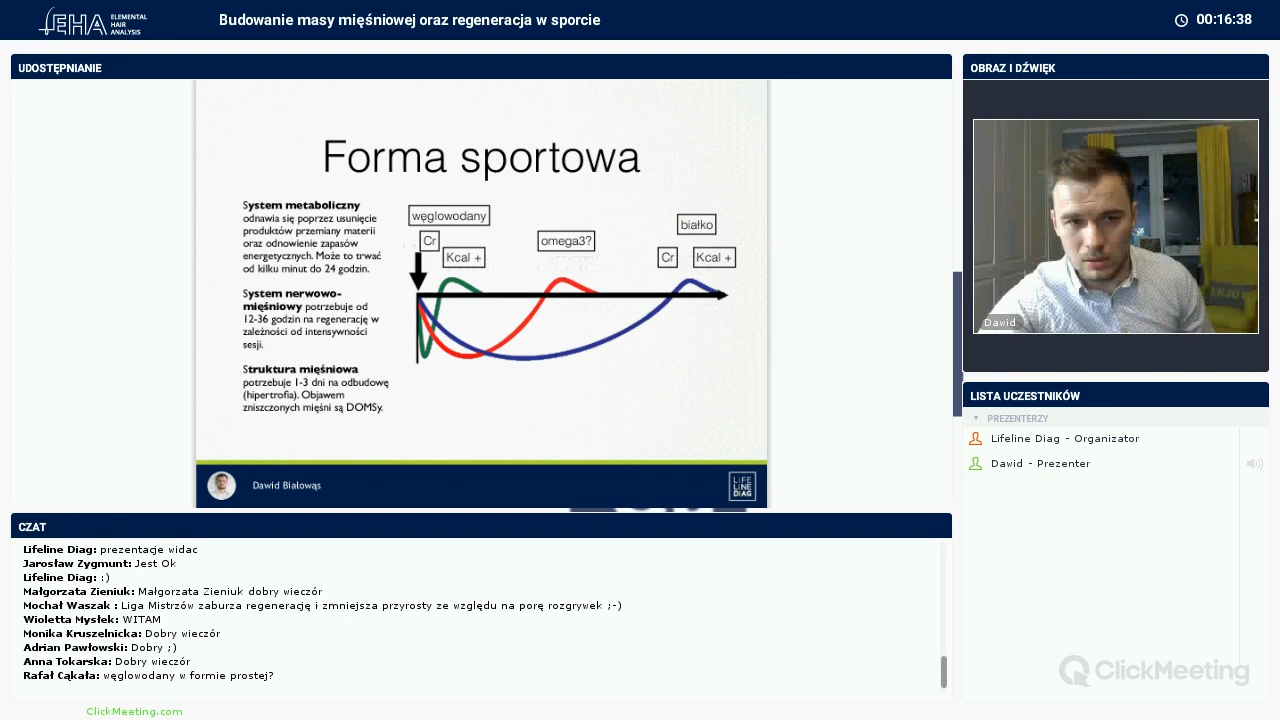 EHA ELEMENTAL HAIR ANALYSIS
Budowanie masy mięśniowej oraz regeneracja w sporcie
00:16:38
UDOSTĘPNIANIE
Forma sportowa
System metaboliczny
odnawia się poprzez usunięcie
produktów przemiany materii
oraz odnowienie zapasów
energetycznych. Może to trwać
od kilku minut do 24 godzin.
System nerwowo-
mięśniowy potrzebuje od
12-36 godzin na regenerację w
zależności od intensywności
sesji.
Struktura mięśniowa
potrzebuje 1-3 dni na odbudowę
(hipertrofia). Objawem
zniszczonych mięśni są DOMSy.
węglowodany
Cr
Kcal +
omega3?
białko
Cr
Kcal +
Dawid Białowąs
LIFE
LINE
DIAG
OBRAZ I DŹWIĘK
Dawid
LISTA UCZESTNIKÓW
PREZENTERZY
Lifeline Diag - Organizator
Dawid - Prezenter
CZAT
Lifeline Diag: prezentacje widac
Jarosław Zygmunt: Jest Ok
Lifeline Diag: :)
Małgorzata Zieniuk: Małgorzata Zieniuk dobry wieczór
Mochał Waszak : Liga Mistrzów zaburza regenerację i zmniejsza przyrosty ze względu na porę rozgrywek ;-)
Wioletta Mysłek: WITAM
Monika Kruszelnicka: Dobry wieczór
Adrian Pawłowski: Dobry ;)
Anna Tokarska: Dobry wieczór
Rafał Cąkała: węglowodany w formie prostej?
ClickMeeting
ClickMeeting.com